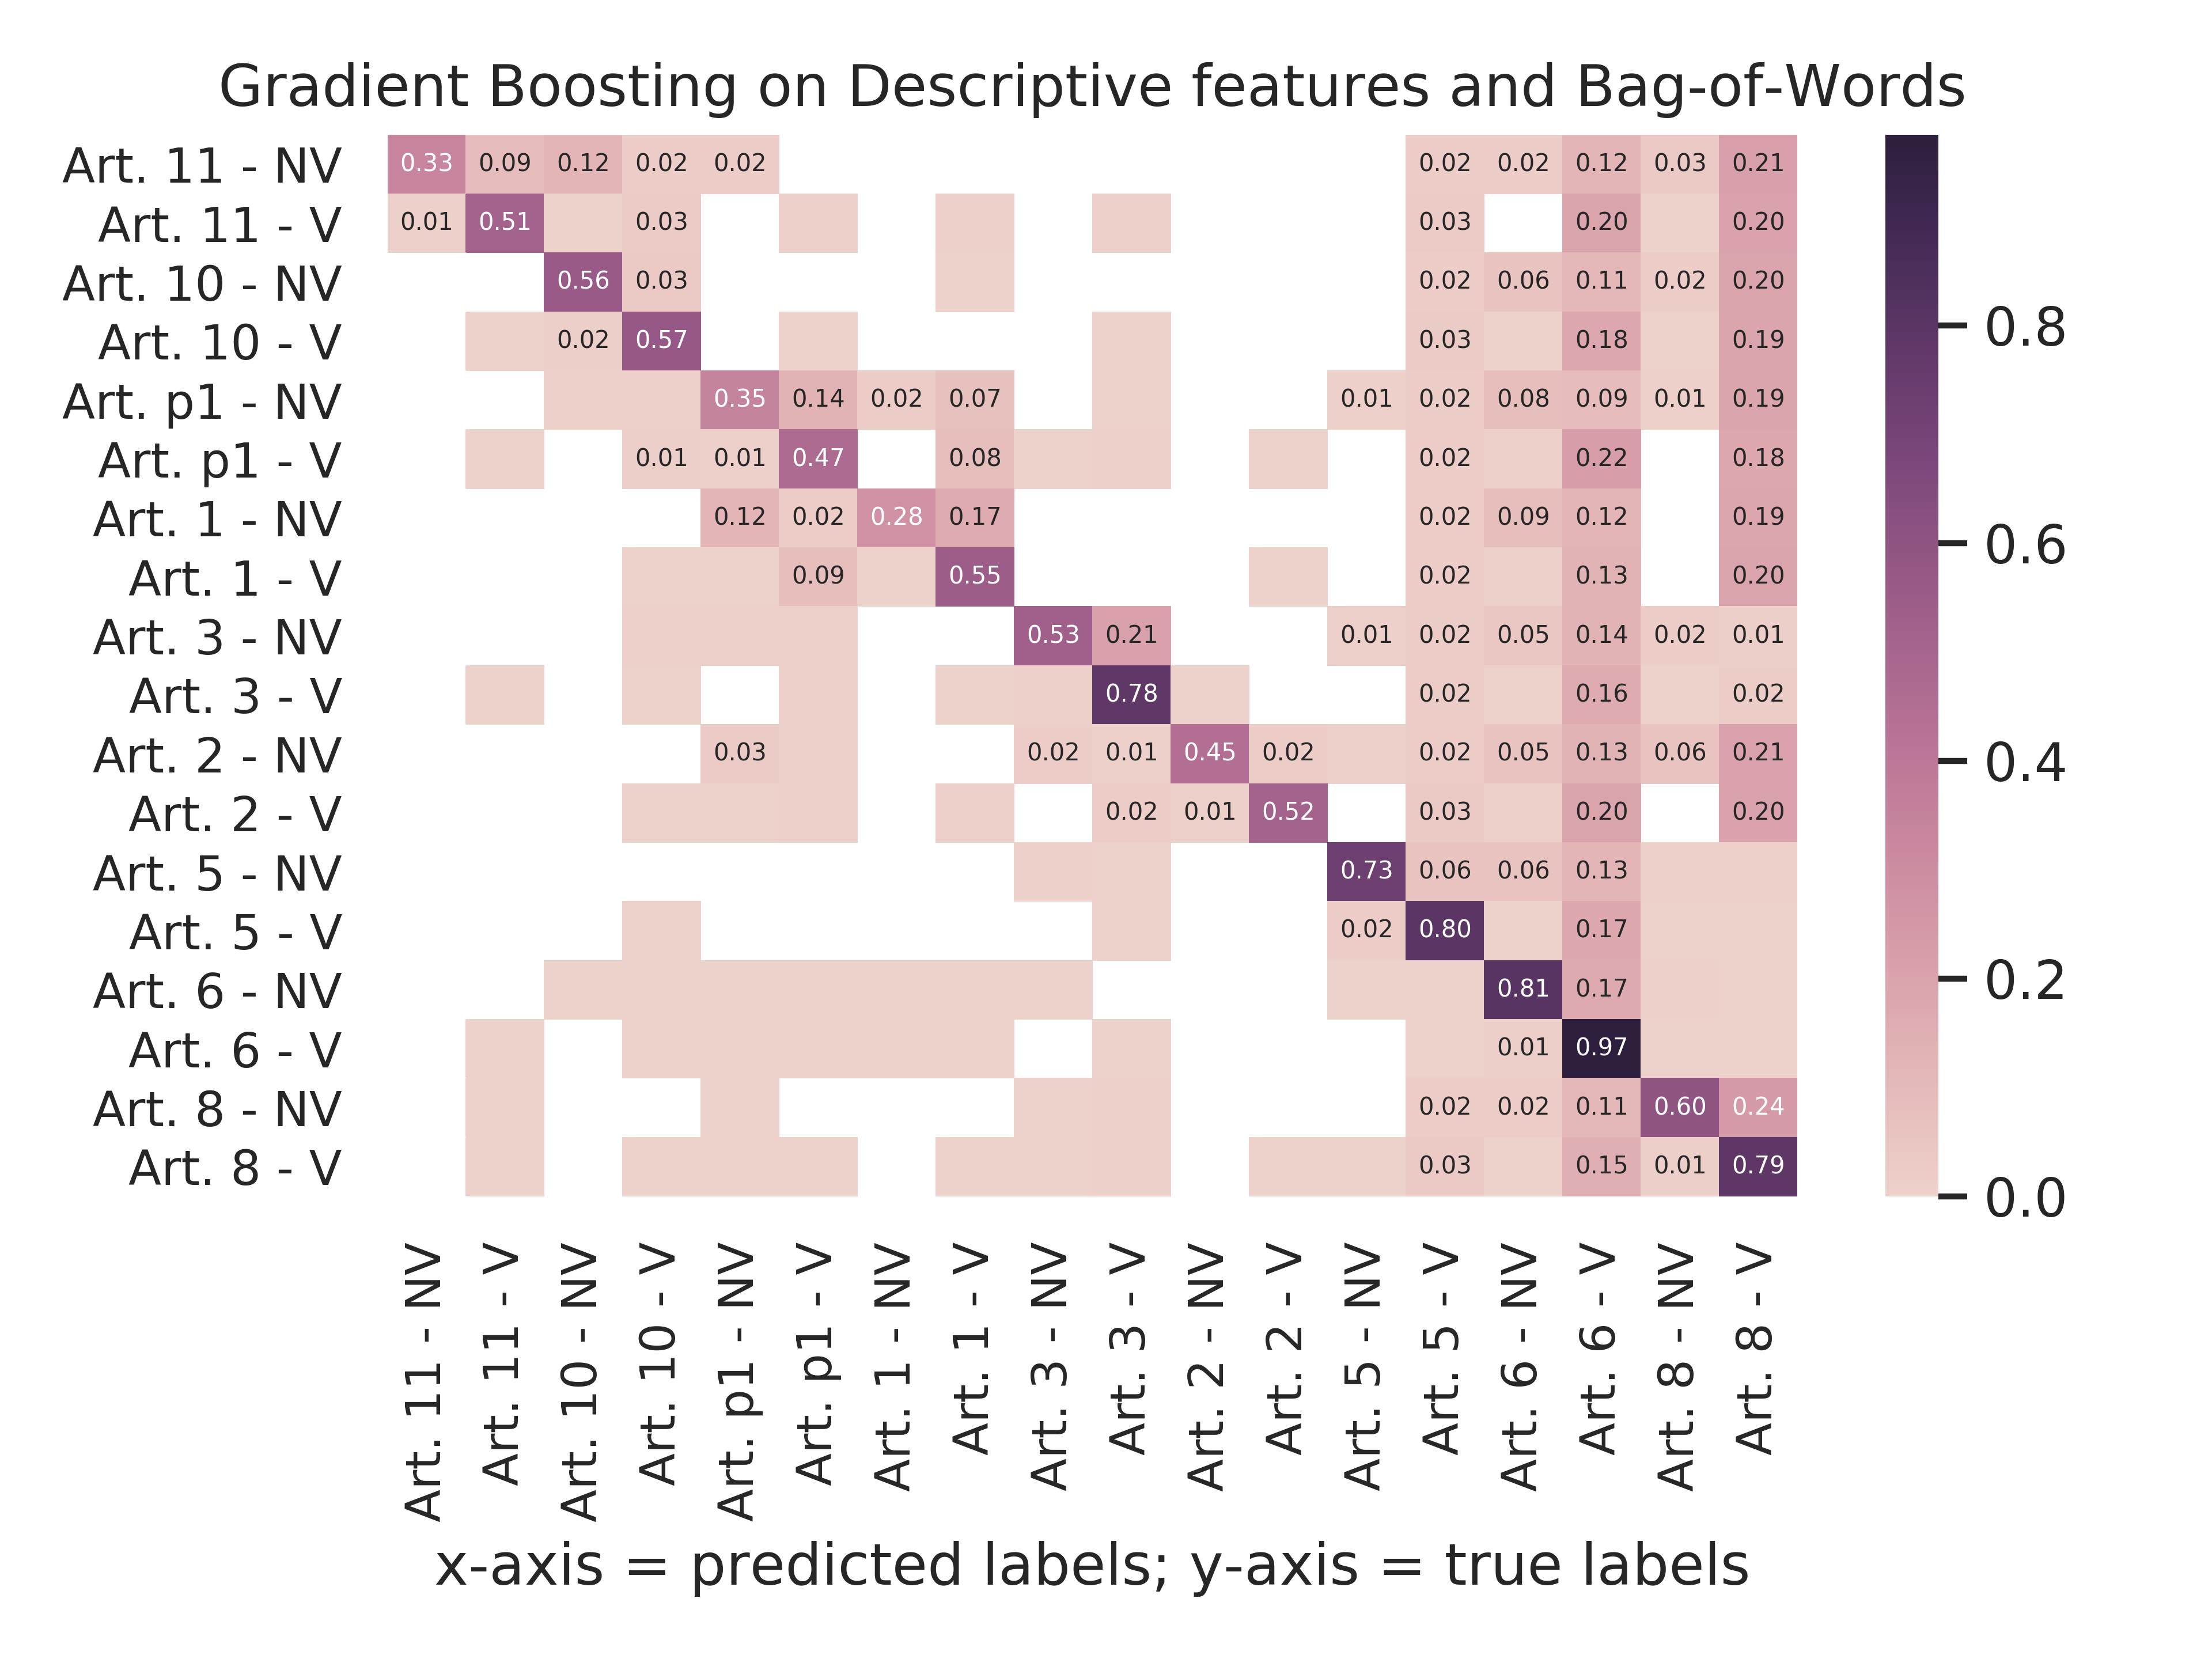 Gradient Boosting on Descriptive features and Bag-of-Words
Art. 11 - NV 0.33 0.09 0.12 0.02 0.02 0.02 0.02 0.12 0.03 0.21
Art. 11 - V 0.01 0.51 0.03 0.03 0.20 0.20
Art. 10 - NV 0.56 0.03 0.02 0.06 0.11 0.02 0.20
Art. 10 - V 0.02 0.57 0.03 0.18 0.19
Art. p1 - NV 0.35 0.14 0.02 0.07 0.01 0.02 0.08 0.09 0.01 0.19
Art. p1 - V 0.01 0.01 0.47 0.08 0.02 0.22 0.18
Art. 1 - NV 0.12 0.02 0.28 0.17 0.02 0.09 0.12 0.19
Art. 1 - V 0.09 0.55 0.02 0.13 0.20
Art. 3 - NV 0.53 0.21 0.01 0.02 0.05 0.14 0.02 0.01
Art. 3 - V 0.78 0.02 0.16 0.02
Art. 2 - NV 0.03 0.02 0.01 0.45 0.02 0.02 0.05 0.13 0.06 0.21
Art. 2 - V 0.02 0.01 0.52 0.03 0.20 0.20
Art. 5 - NV 0.73 0.06 0.06 0.13
Art. 5 - V 0.02 0.80 0.17
Art. 6 - NV 0.81 0.17
Art. 6 - V 0.01 0.97
Art. 8 - NV 0.02 0.02 0.11 0.60 0.24
Art. 8 - V 0.03 0.15 0.01 0.79
0.8
0.6
0.4
0.2
0.0
Art. 11 - NV
Art. 11 - V
Art. 10 - NV
Art. 10 - V
Art. p1 - NV
Art. p1 - V
Art. 1 - NV
Art. 1 - V
Art. 3 - NV
Art. 3 - V
Art. 2 - NV
Art. 2 - V
Art. 5 - NV
Art. 5 - V
Art. 6 - NV
Art. 6 - V
Art. 8 - NV
Art. 8 - V
x-axis = predicted labels; y-axis = true labels